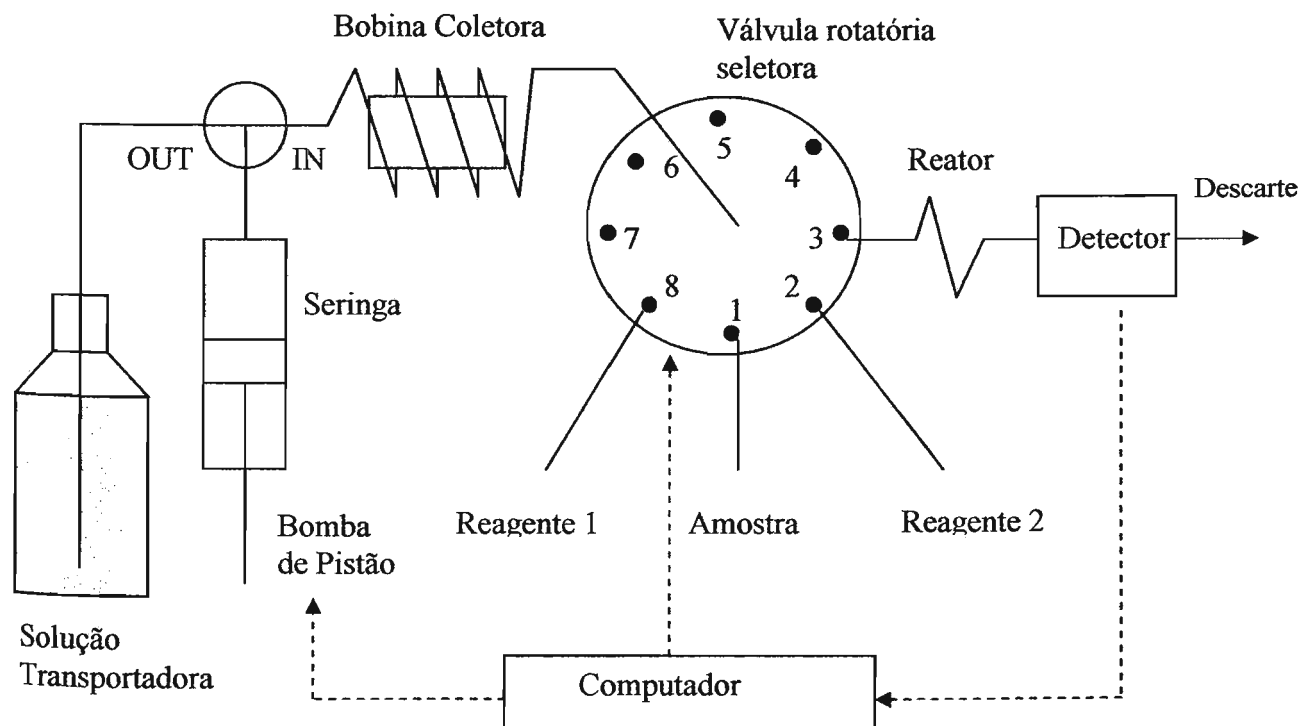 Bobina Coletora
Válvula rotatória
seletora
OUT
IN
5
6
4
7
3
8
2
1
Reator
Descarte
Detector
Seringa
Reagente 1
Amostra
Reagente 2
Bomba
de Pistão
Solução
Transportadora
Computador